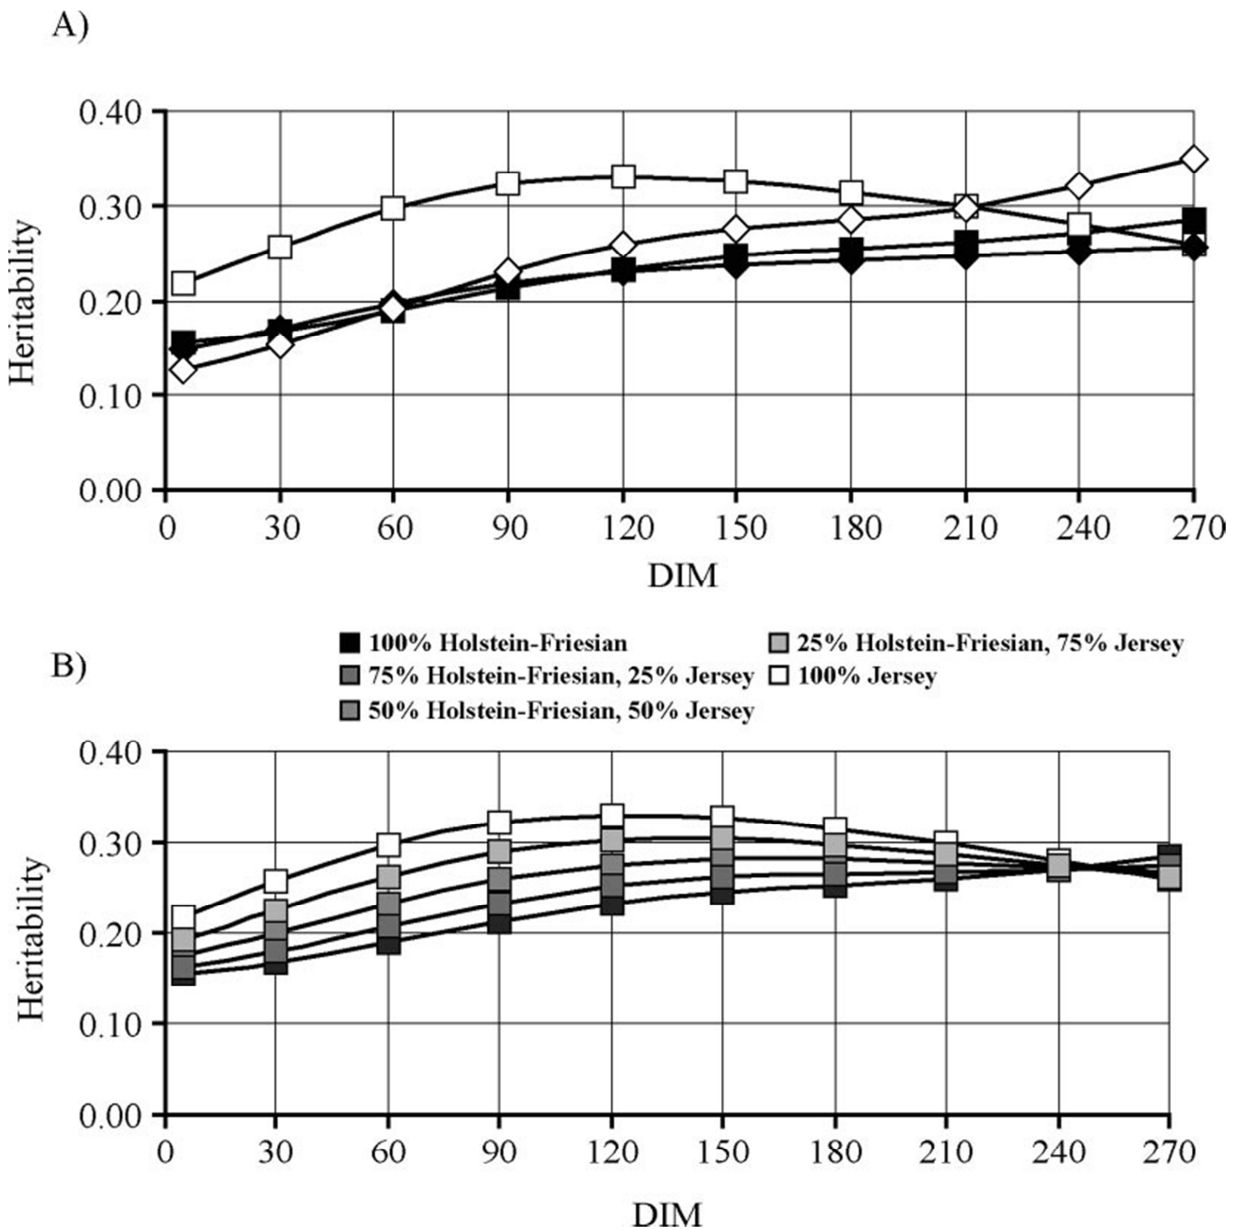 A)
0.40
0.30
0.20
0.10
0.00
Heritability
0 30 60 90 120 150 180 210 240 270
DIM
100% Holstein-Friesian
25% Holstein-Friesian, 75% Jersey
75% Holstein-Friesian, 25% Jersey
100% Jersey
50% Holstein-Friesian, 50% Jersey
B)
0.40
0.30
0.20
0.10
0.00
Heritability
0 30 60 90 120 150 180 210 240 270
DIM